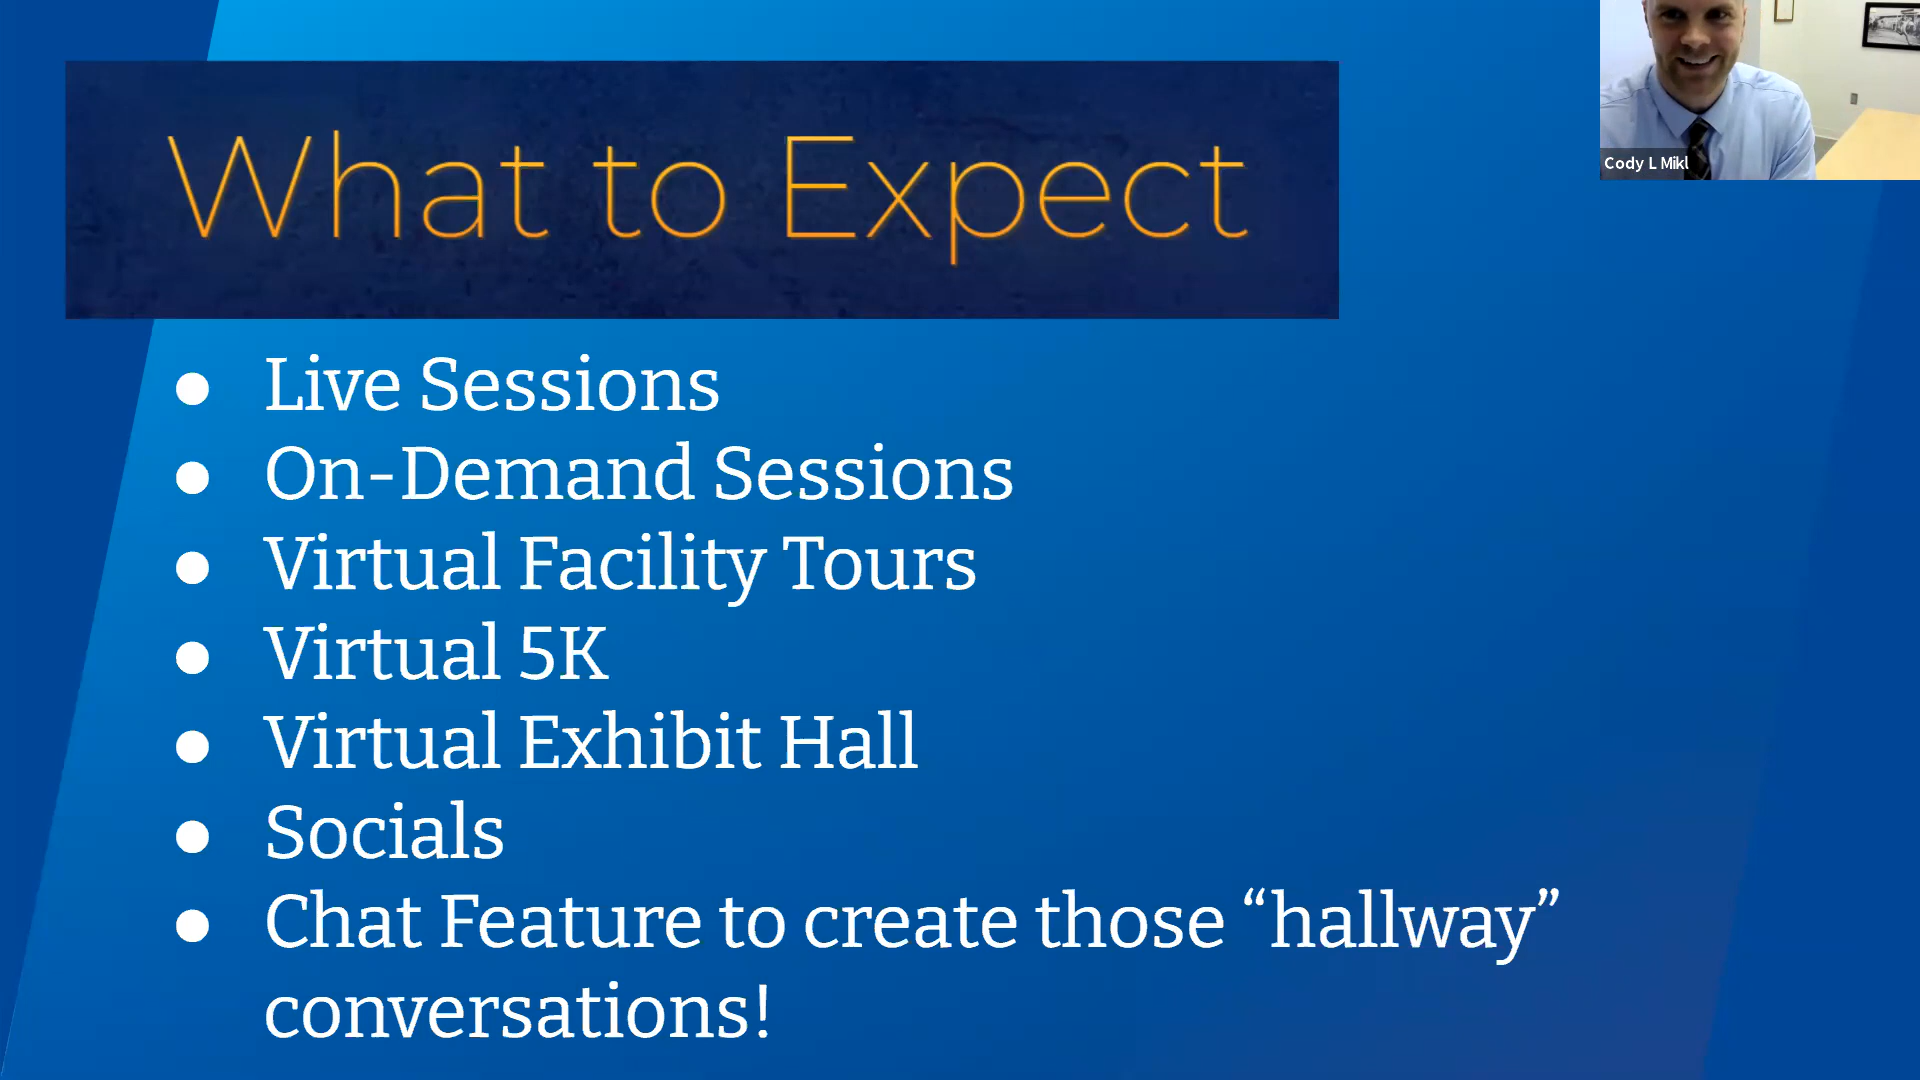 What to Expect
Cody L Mikl
● Live Sessions
● On-Demand Sessions
● Virtual Facility Tours
● Virtual 5K
● Virtual Exhibit Hall
● Socials
● Chat Feature to create those “hallway”
conversations!